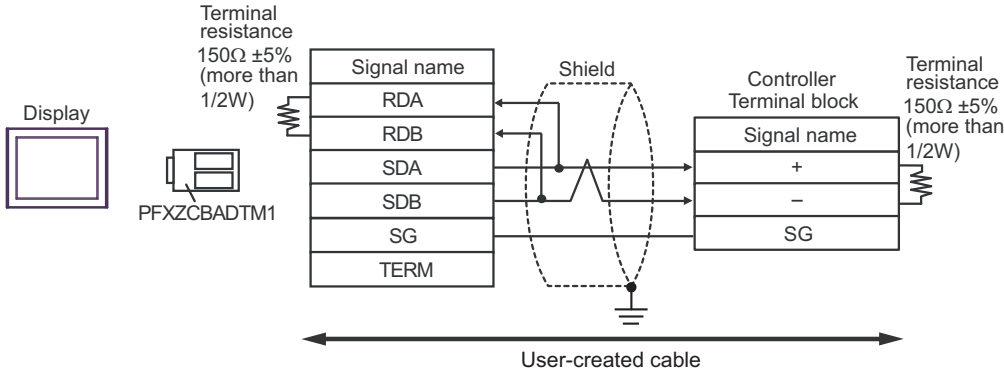 Terminal
resistance
150Ω ±5%
(more than
1/2W)
Display
PFXZCBADTM1
Signal name
RDA
RDB
SDA
SDB
SG
TERM
Shield
Controller
Terminal block
Signal name
+
–
SG
Terminal
resistance
150Ω ±5%
(more than
1/2W)
User-created cable